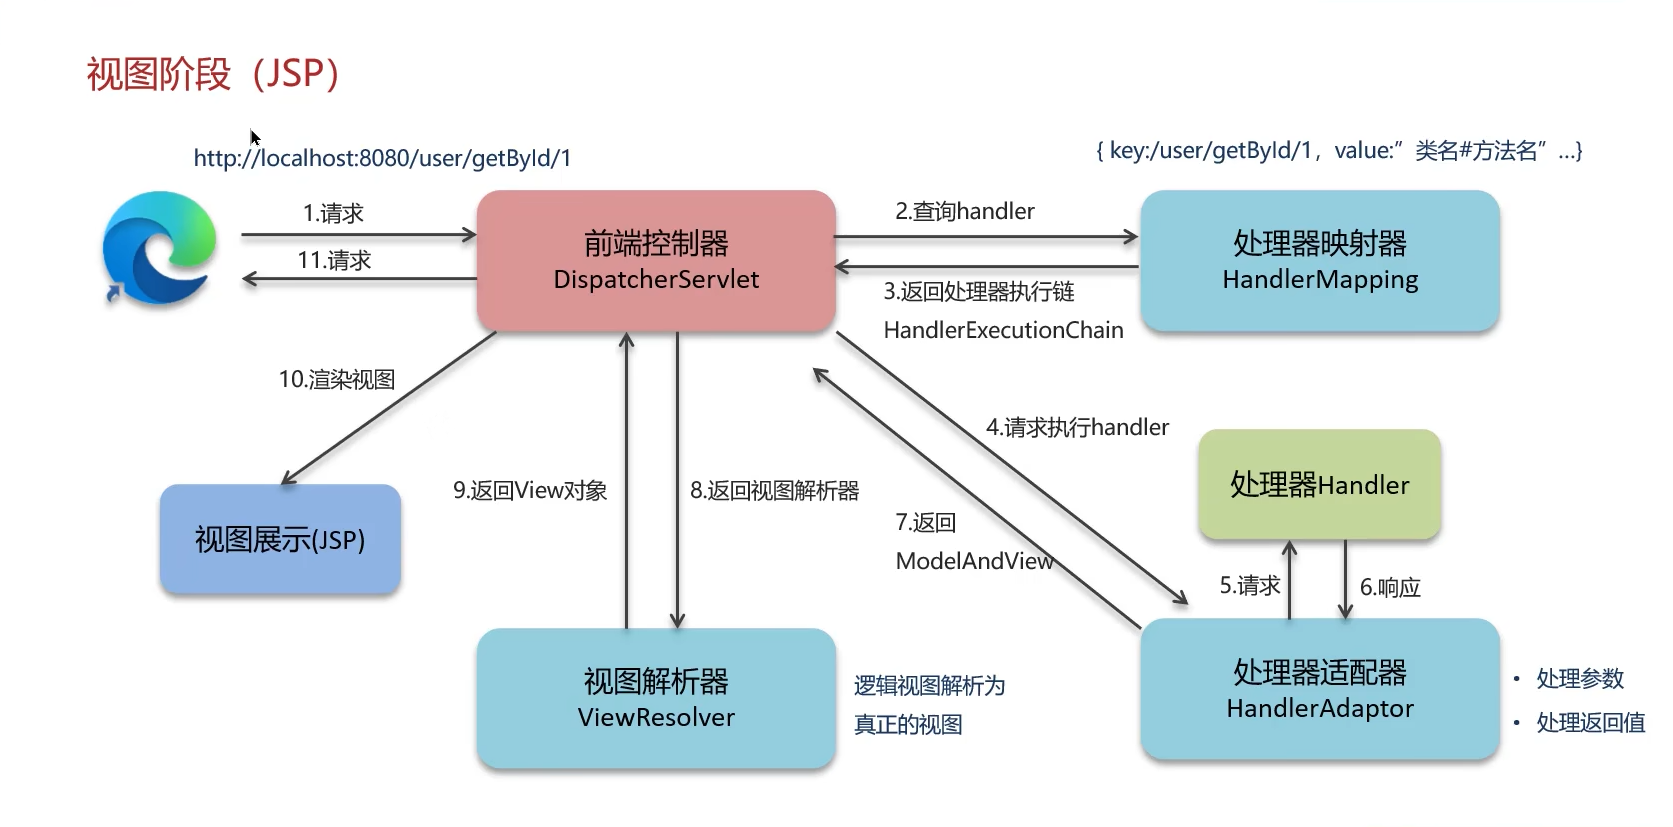 视图阶段（JSP）
http://localhost:8080/user/getById/1
{ key:/user/getById/1，value:”类名#方法名”...}
1.请求
11.请求
前端控制器
DispatcherServlet
2.查询handler
3.返回处理器执行链
HandlerExecutionChain
处理器映射器
HandlerMapping
10.渲染视图
4.请求执行handler
处理器Handler
9.返回View对象
8.返回视图解析器
7.返回
ModelAndView
视图展示(JSP)
5.请求
6.响应
视图解析器
ViewResolver
逻辑视图解析为
真正的视图
处理器适配器
HandlerAdaptor
• 处理参数
• 处理返回值